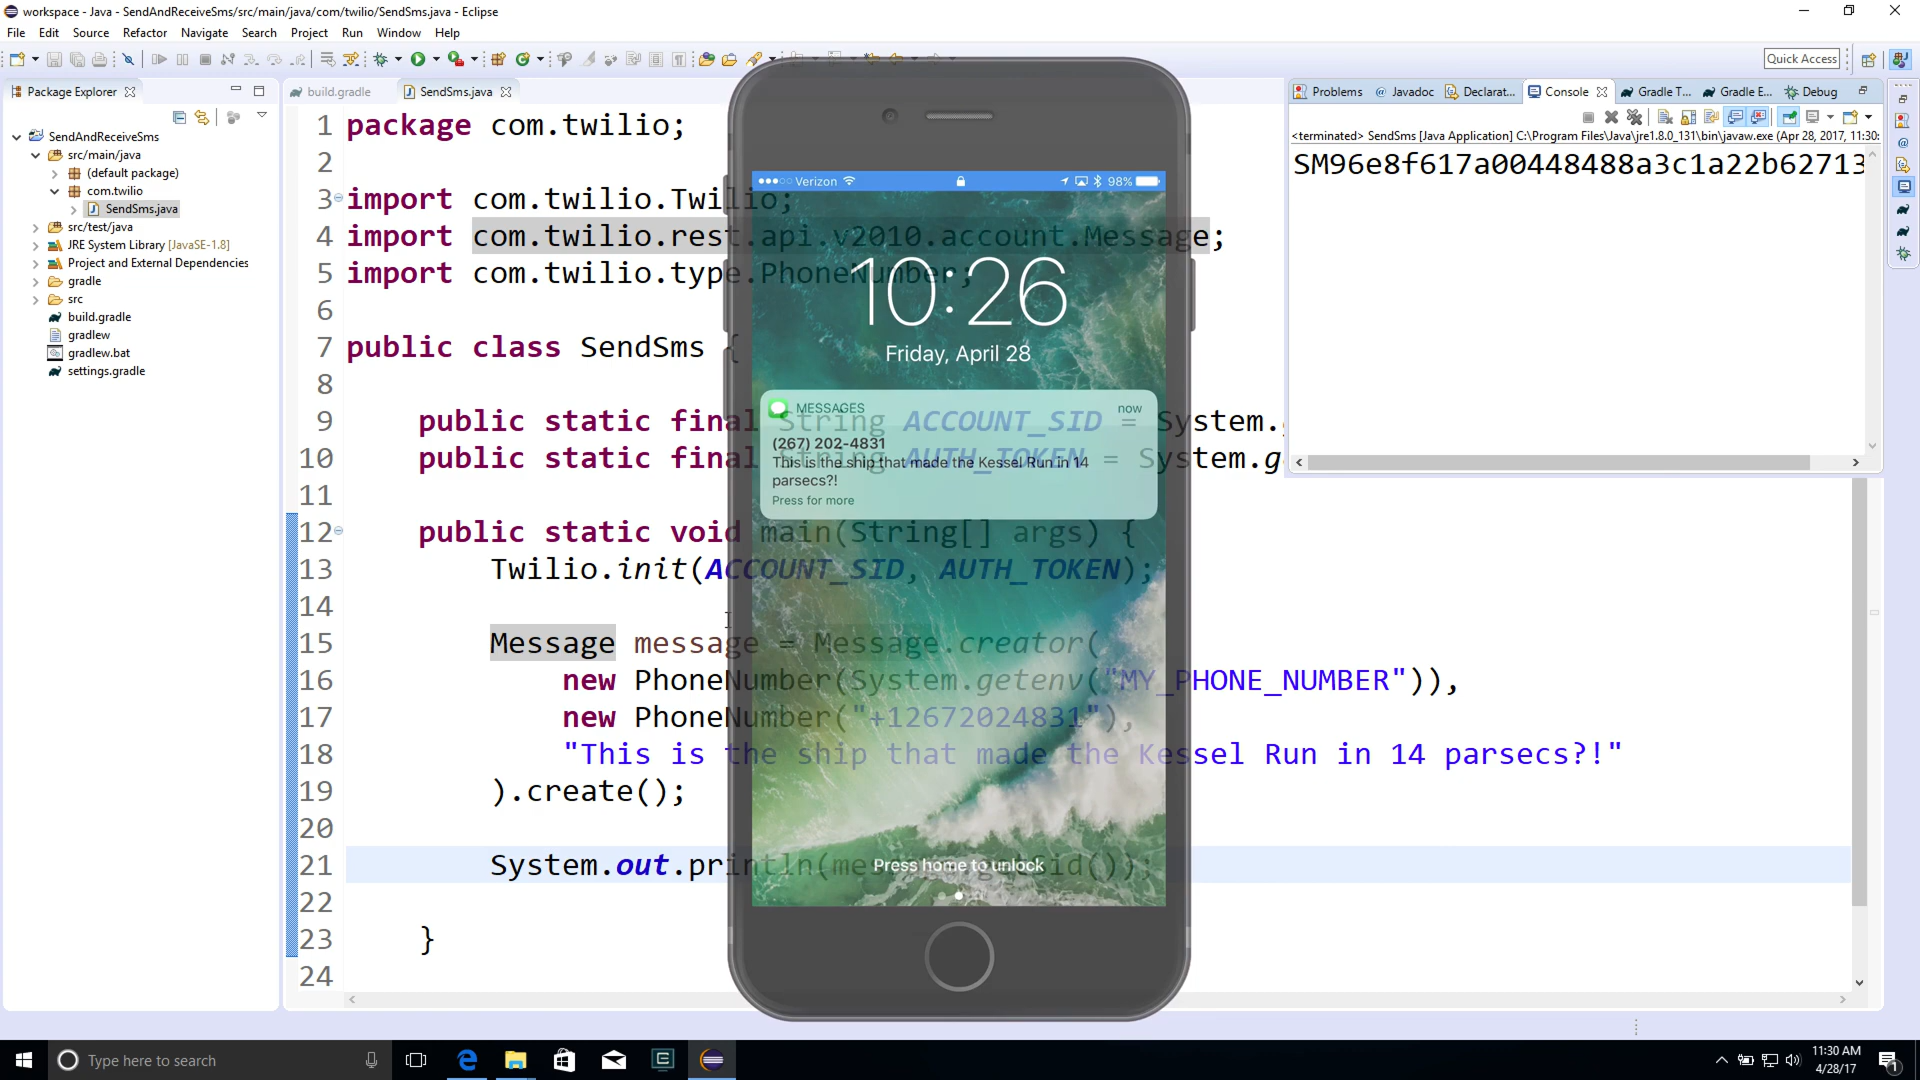 workspace - Java - SendAndReceiveSms/src/main/java/com/twilio/SendSms.java - Eclipse
File Edit Source Refactor Navigate Search Project Run Window Help
Quick Access
Package Explorer
SendAndReceiveSms
src/main/java
(default package)
com.twilio
SendSms.java
src/test/java
JRE System Library [JavaSE-1.8]
Project and External Dependencies
gradle
src
build.gradle
gradlew
gradlew.bat
settings.gradle
build.gradle SendSms.java
1 package com.twilio;
2
3 import com.twilio.Twilio;
4 import com.twilio.rest.api.v2010.account.Message;
5 import com.twilio.type.PhoneNumber;
6
7 public class SendSms {
8
9 public static final String ACCOUNT_SID = System.g
10 public static final String AUTH_TOKEN = System.g
11
12 public static void main(String[] args) {
13 Twilio.init(ACCOUNT_SID, AUTH_TOKEN);
14
15 Message message = Message.creator(
16 new PhoneNumber(System.getenv("MY_PHONE_NUMBER")),
17 new PhoneNumber("+12672024831"),
18 "This is the ship that made the Kessel Run in 14 parsecs?!"
19 ).create();
20
21 System.out.println(message.getSid());
22
23 }
24
Verizon 98%
10:26
Friday, April 28
MESSAGES now
(267) 202-4831
This is the ship that made the Kessel Run in 14
parsecs?!
Press for more
Press home to unlock
Problems Javadoc Declarat... Console Gradle T... Gradle E... Debug
<terminated> SendSms [Java Application] C:\Program Files\Java\jre1.8.0_131\bin\javaw.exe (Apr 28, 2017, 11:30:
SM96e8f617a00448488a3c1a22b62713
Type here to search
11:30 AM
4/28/17
1